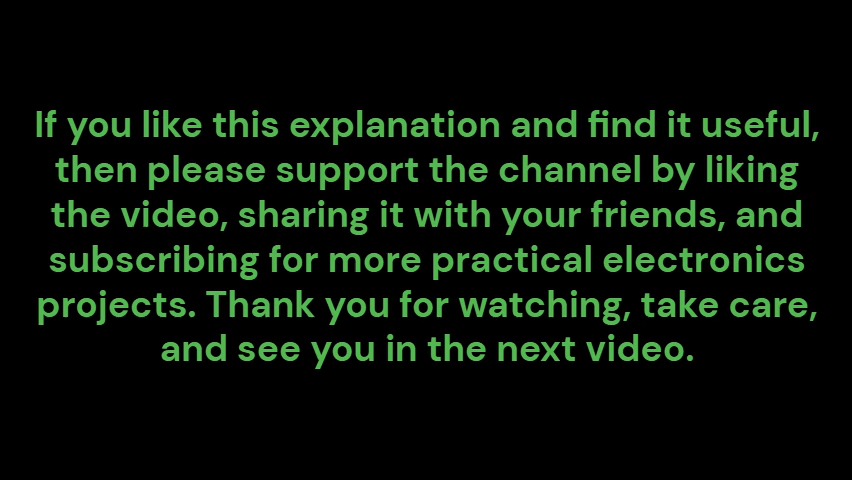 If you like this explanation and find it useful,
then please support the channel by liking
the video, sharing it with your friends, and
subscribing for more practical electronics
projects. Thank you for watching, take care,
and see you in the next video.